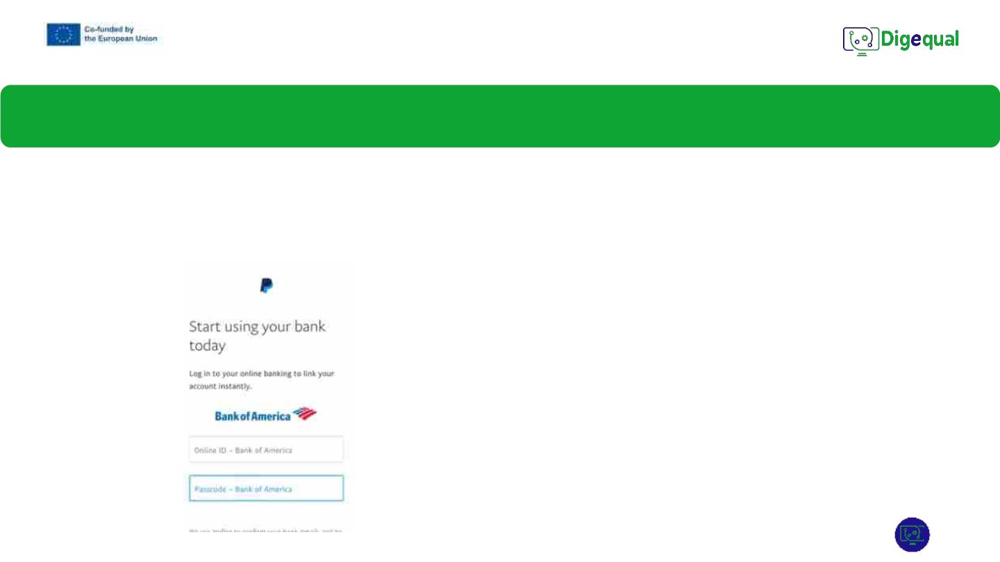 Co-funded by
the European Union
Digequal
Start using your bank
today
Log in to your online banking to link your
account instantly.
Bank of America
Online ID - Bank of America
Passcode - Bank of America